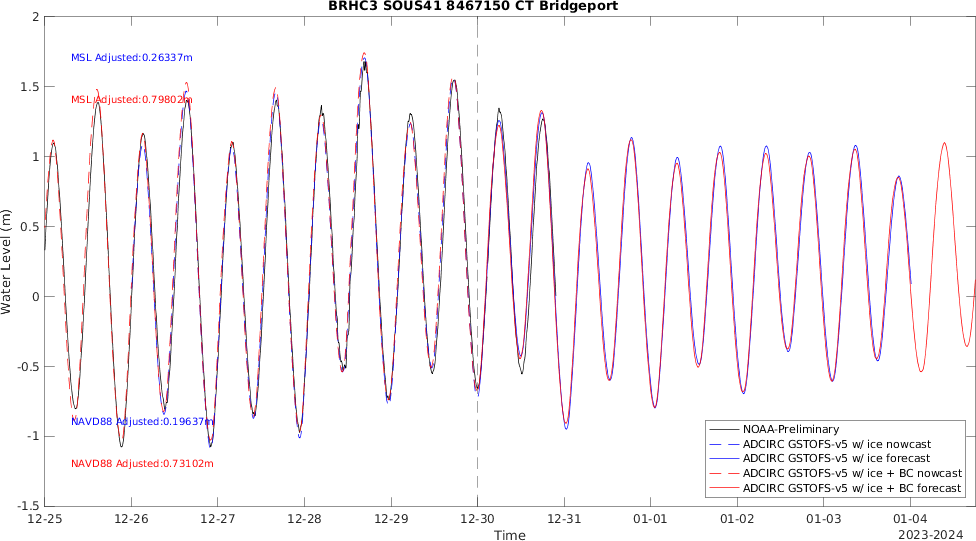 BRHC3 SOUS41 8467150 CT Bridgeport
2
1.5
1
0.5
0
-0.5
-1
-1.5
Water Level (m)
MSL Adjusted:0.26337m
MSL Adjusted:0.79802m
NAVD88 Adjusted:0.19637m
NAVD88 Adjusted:0.73102m
NOAA-Preliminary
ADCIRC GSTOFS-v5 w/ ice nowcast
ADCIRC GSTOFS-v5 w/ ice forecast
ADCIRC GSTOFS-v5 w/ ice + BC nowcast
ADCIRC GSTOFS-v5 w/ ice + BC forecast
12-25 12-26 12-27 12-28 12-29 12-30 12-31 01-01 01-02 01-03 01-04
Time
2023-2024